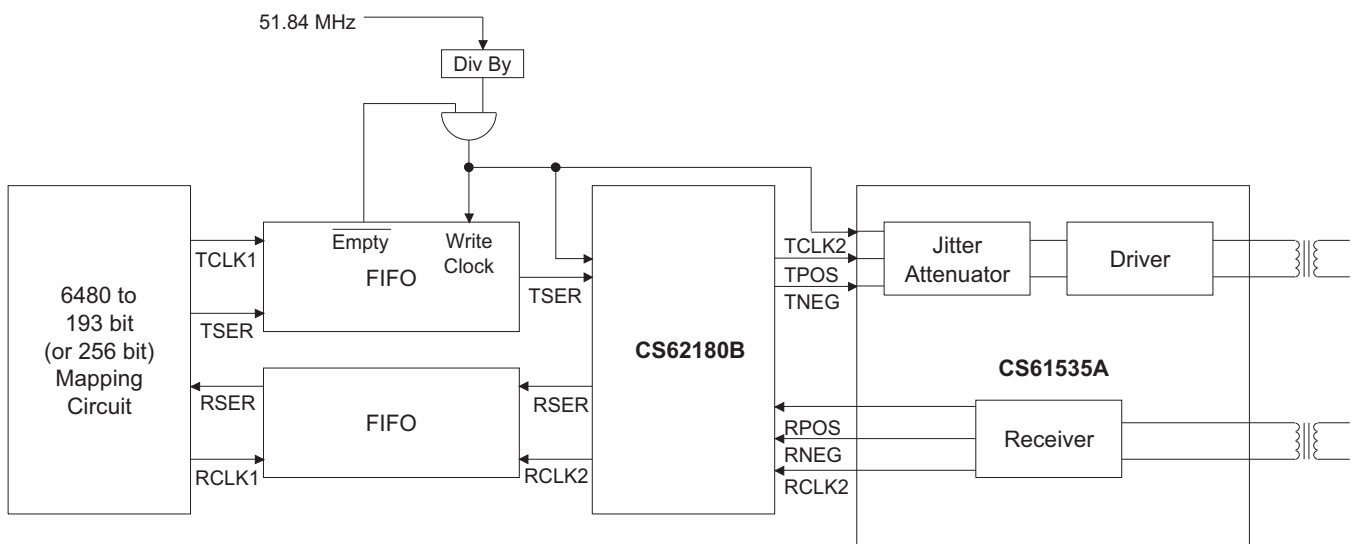 51.84 MHz
Div By
Empty
Write
Clock
FIFO
TCLK1
TSER
TSER
6480 to
193 bit
(or 256 bit)
Mapping
Circuit
RSER
RCLK1
FIFO
RSER
RCLK2
CS62180B
TCLK2
TPOS
TNEG
Jitter
Attenuator
Driver
CS61535A
RPOS
RNEG
RCLK2
Receiver